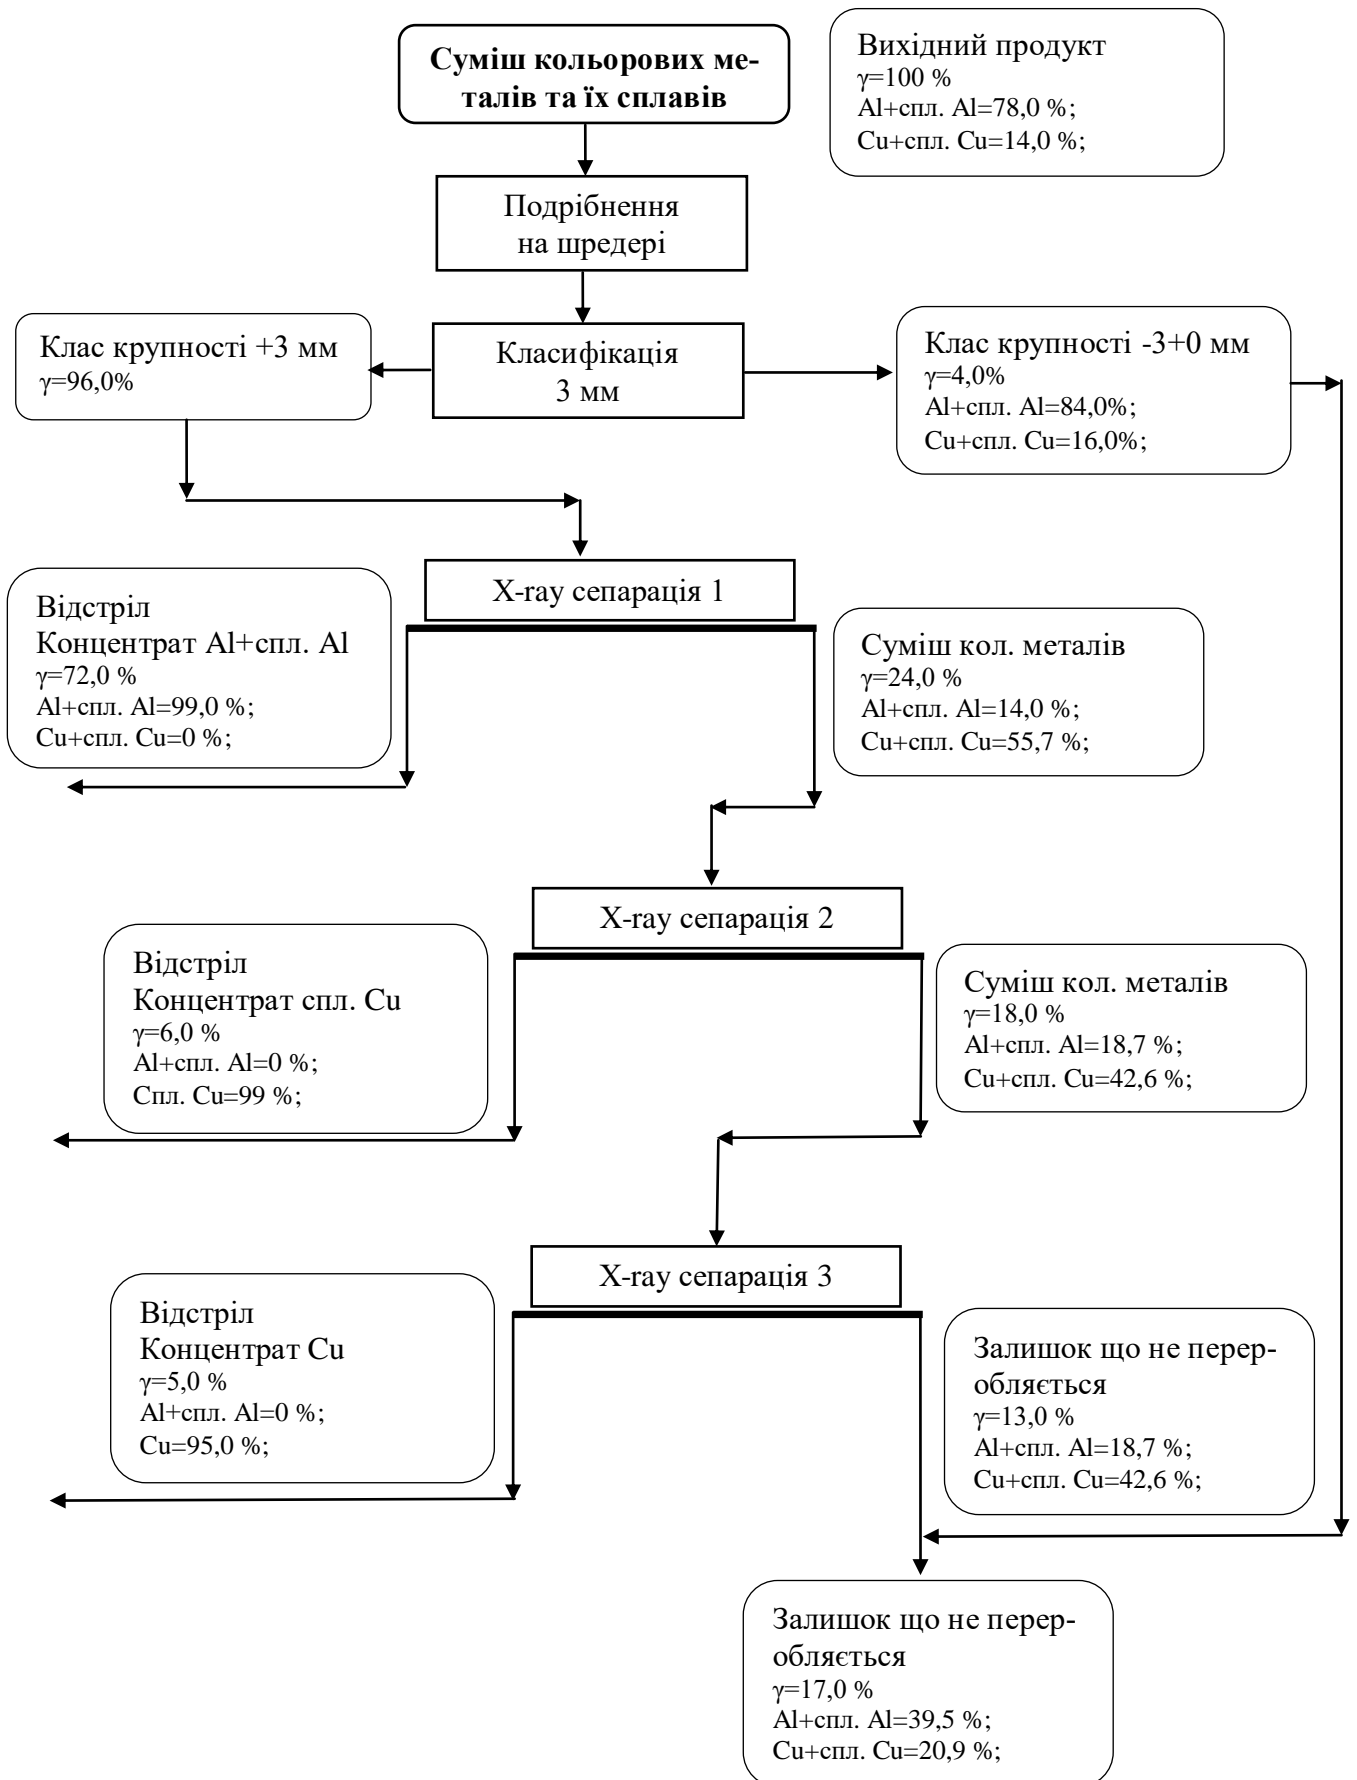 Суміш кольорових ме-
талів та їх сплавів
Вихідний продукт
γ=100 %
Al+спл. Al=78,0 %;
Cu+спл. Cu=14,0 %;
Подрібнення
на шредері
Клас крупності +3 мм
γ=96,0%
Класифікація
3 мм
Клас крупності -3+0 мм
γ=4,0%
Al+спл. Al=84,0%;
Cu+спл. Cu=16,0%;
X-ray сепарація 1
Відстріл
Концентрат Al+спл. Al
γ=72,0 %
Al+спл. Al=99,0 %;
Cu+спл. Cu=0 %;
Суміш кол. металів
γ=24,0 %
Al+спл. Al=14,0 %;
Cu+спл. Cu=55,7 %;
X-ray сепарація 2
Відстріл
Концентрат спл. Cu
γ=6,0 %
Al+спл. Al=0 %;
Спл. Cu=99 %;
Суміш кол. металів
γ=18,0 %
Al+спл. Al=18,7 %;
Cu+спл. Cu=42,6 %;
X-ray сепарація 3
Відстріл
Концентрат Cu
γ=5,0 %
Al+спл. Al=0 %;
Cu=95,0 %;
Залишок що не перер-
обляється
γ=13,0 %
Al+спл. Al=18,7 %;
Cu+спл. Cu=42,6 %;
Залишок що не перер-
обляється
γ=17,0 %
Al+спл. Al=39,5 %;
Cu+спл. Cu=20,9 %;